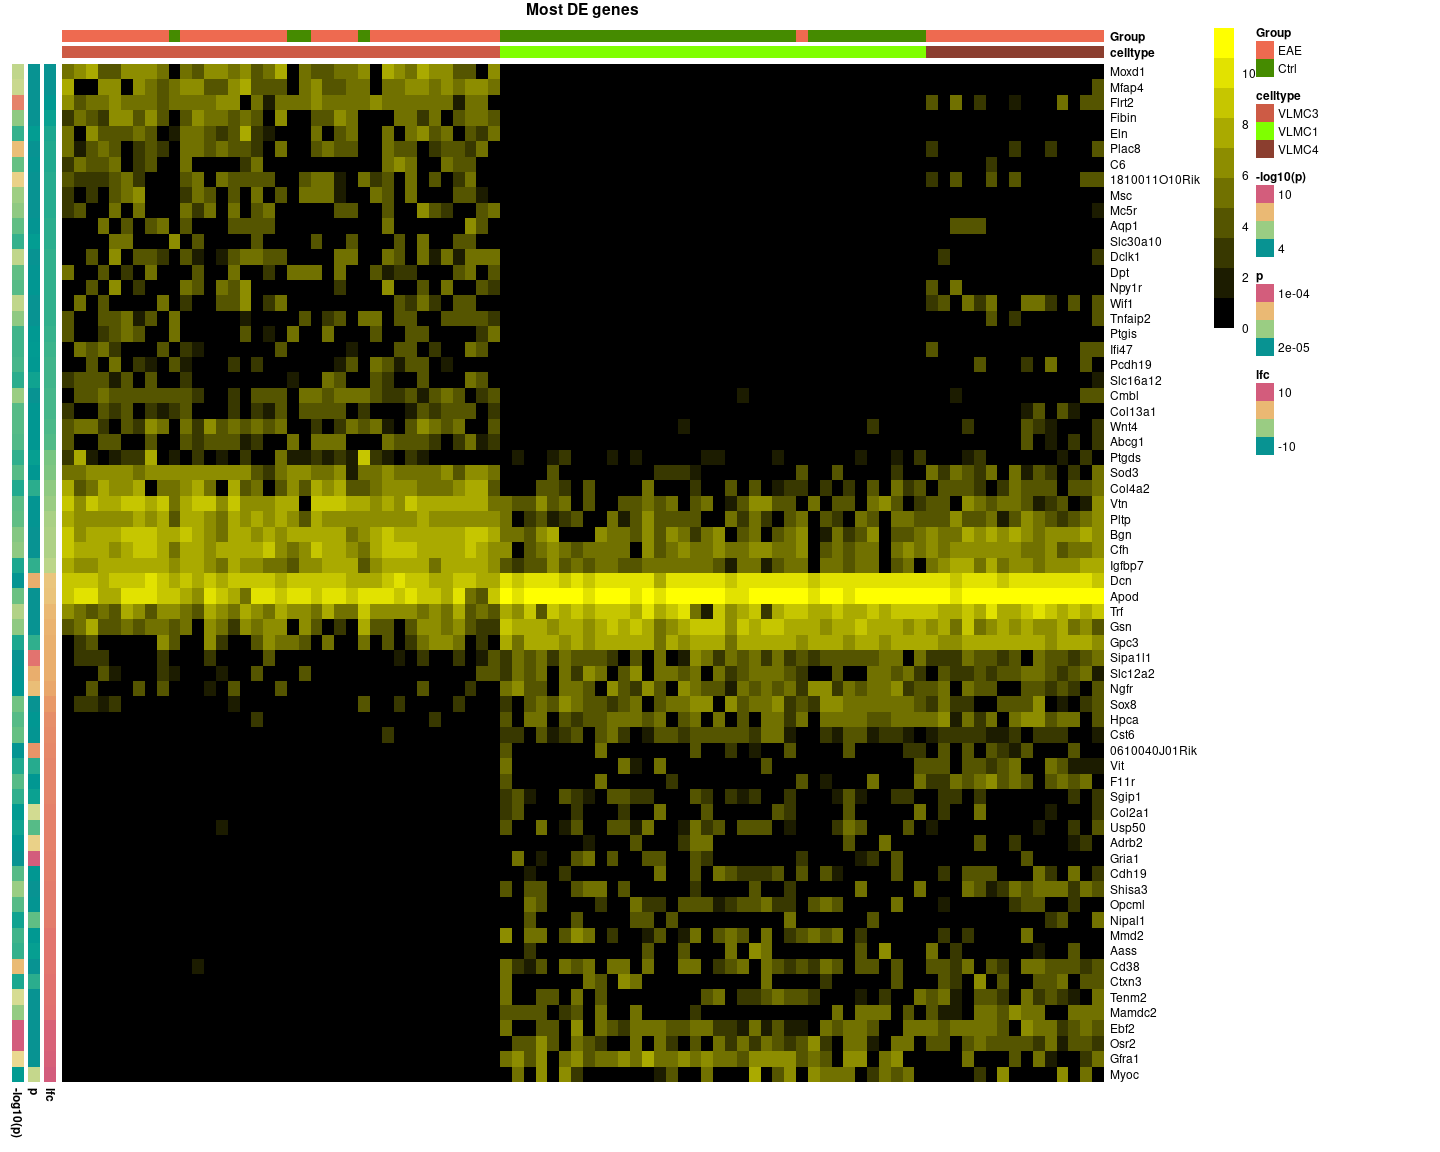 Most DE genes
Group
celltype
Moxd1
Mfap4
Flrt2
Fibin
Eln
Plac8
C6
1810011O10Rik
Msc
Mc5r
Aqp1
Slc30a10
Dclk1
Dpt
Npy1r
Wif1
Tnfaip2
Ptgis
Ifi47
Pcdh19
Slc16a12
Cmbl
Col13a1
Wnt4
Abcg1
Ptgds
Sod3
Col4a2
Vtn
Pltp
Bgn
Cfh
Igfbp7
Dcn
Apod
Trf
Gsn
Gpc3
Sipa1l1
Slc12a2
Ngfr
Sox8
Hpca
Cst6
0610040J01Rik
Vit
F11r
Sgip1
Col2a1
Usp50
Adrb2
Gria1
Cdh19
Shisa3
Opcml
Nipal1
Mmd2
Aass
Cd38
Ctxn3
Tenm2
Mamdc2
Ebf2
Osr2
Gfra1
Myoc
-log10(p)
p
lfc
10
8
6
4
2
0
Group
EAE
Ctrl
celltype
VLMC3
VLMC1
VLMC4
-log10(p)
10
4
p
1e-04
2e-05
lfc
10
-10